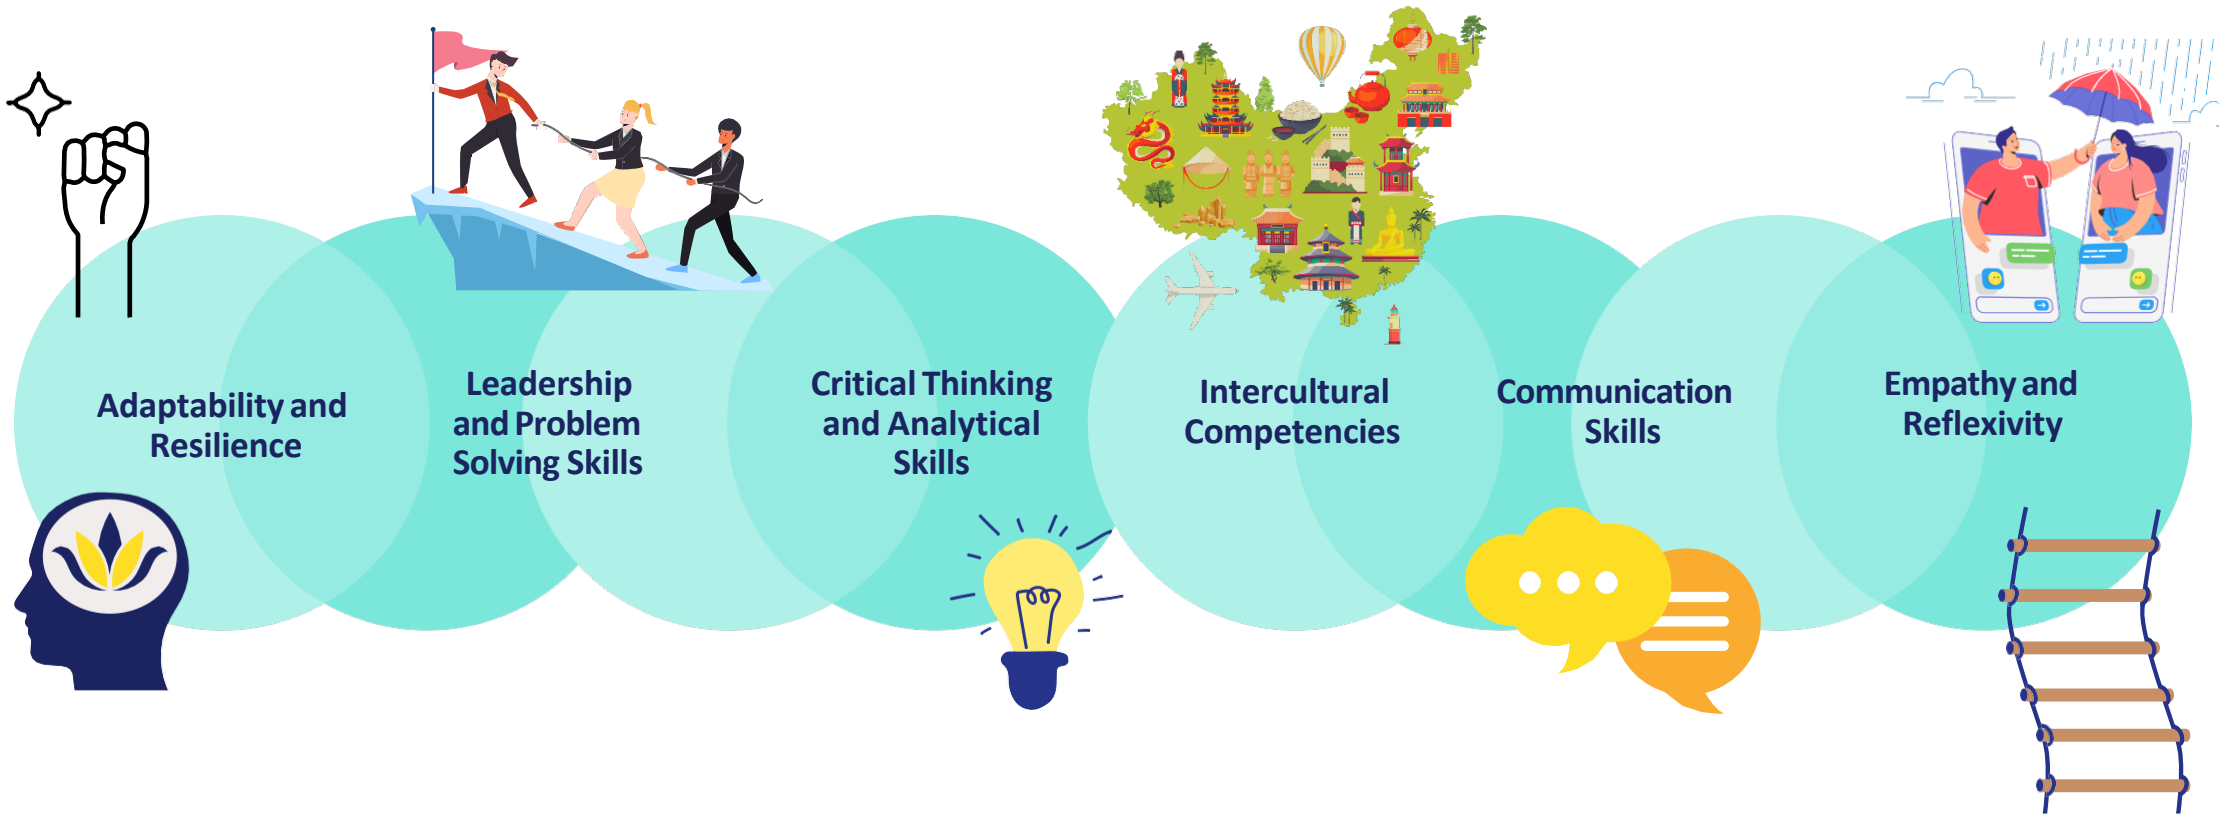 Adaptability and
Resilience
Leadership
and Problem
Solving Skills
Critical Thinking
and Analytical
Skills
Intercultural
Competencies
Communication
Skills
Empathy and
Reflexivity